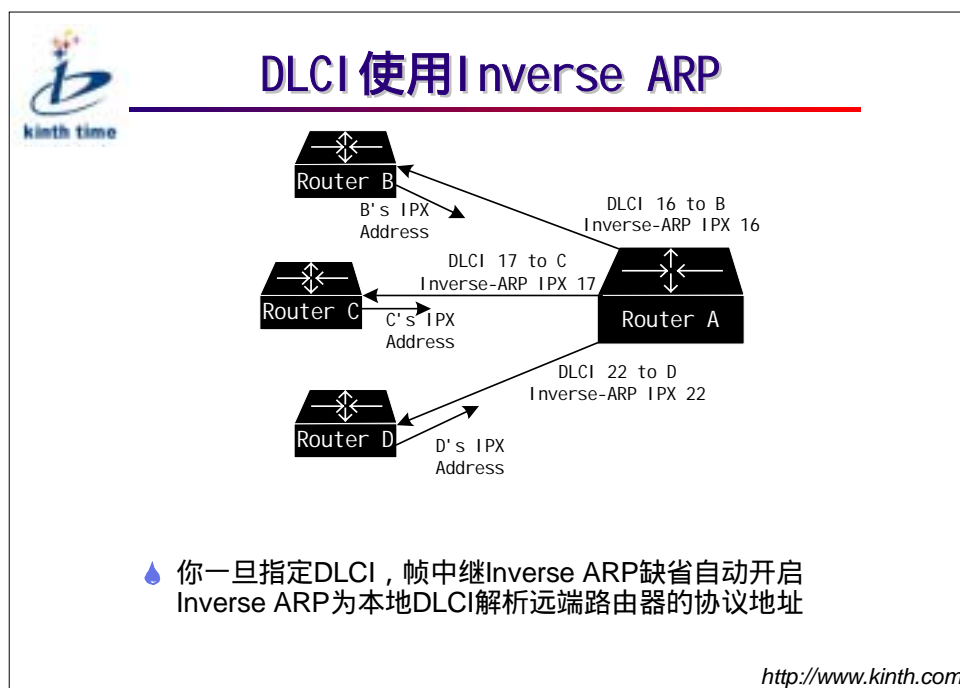 kinth time
DLCI使用Inverse ARP
Router B
B's IPX
Address
DLCI 16 to B
Inverse-ARP IPX 16
DLCI 17 to C
Inverse-ARP IPX 17
Router C
C's IPX
Address
Router A
DLCI 22 to D
Inverse-ARP IPX 22
Router D
D's IPX
Address
你一旦指定DLCI，帧中继Inverse ARP缺省自动开启
Inverse ARP为本地DLCI解析远端路由器的协议地址
http://www.kinth.com